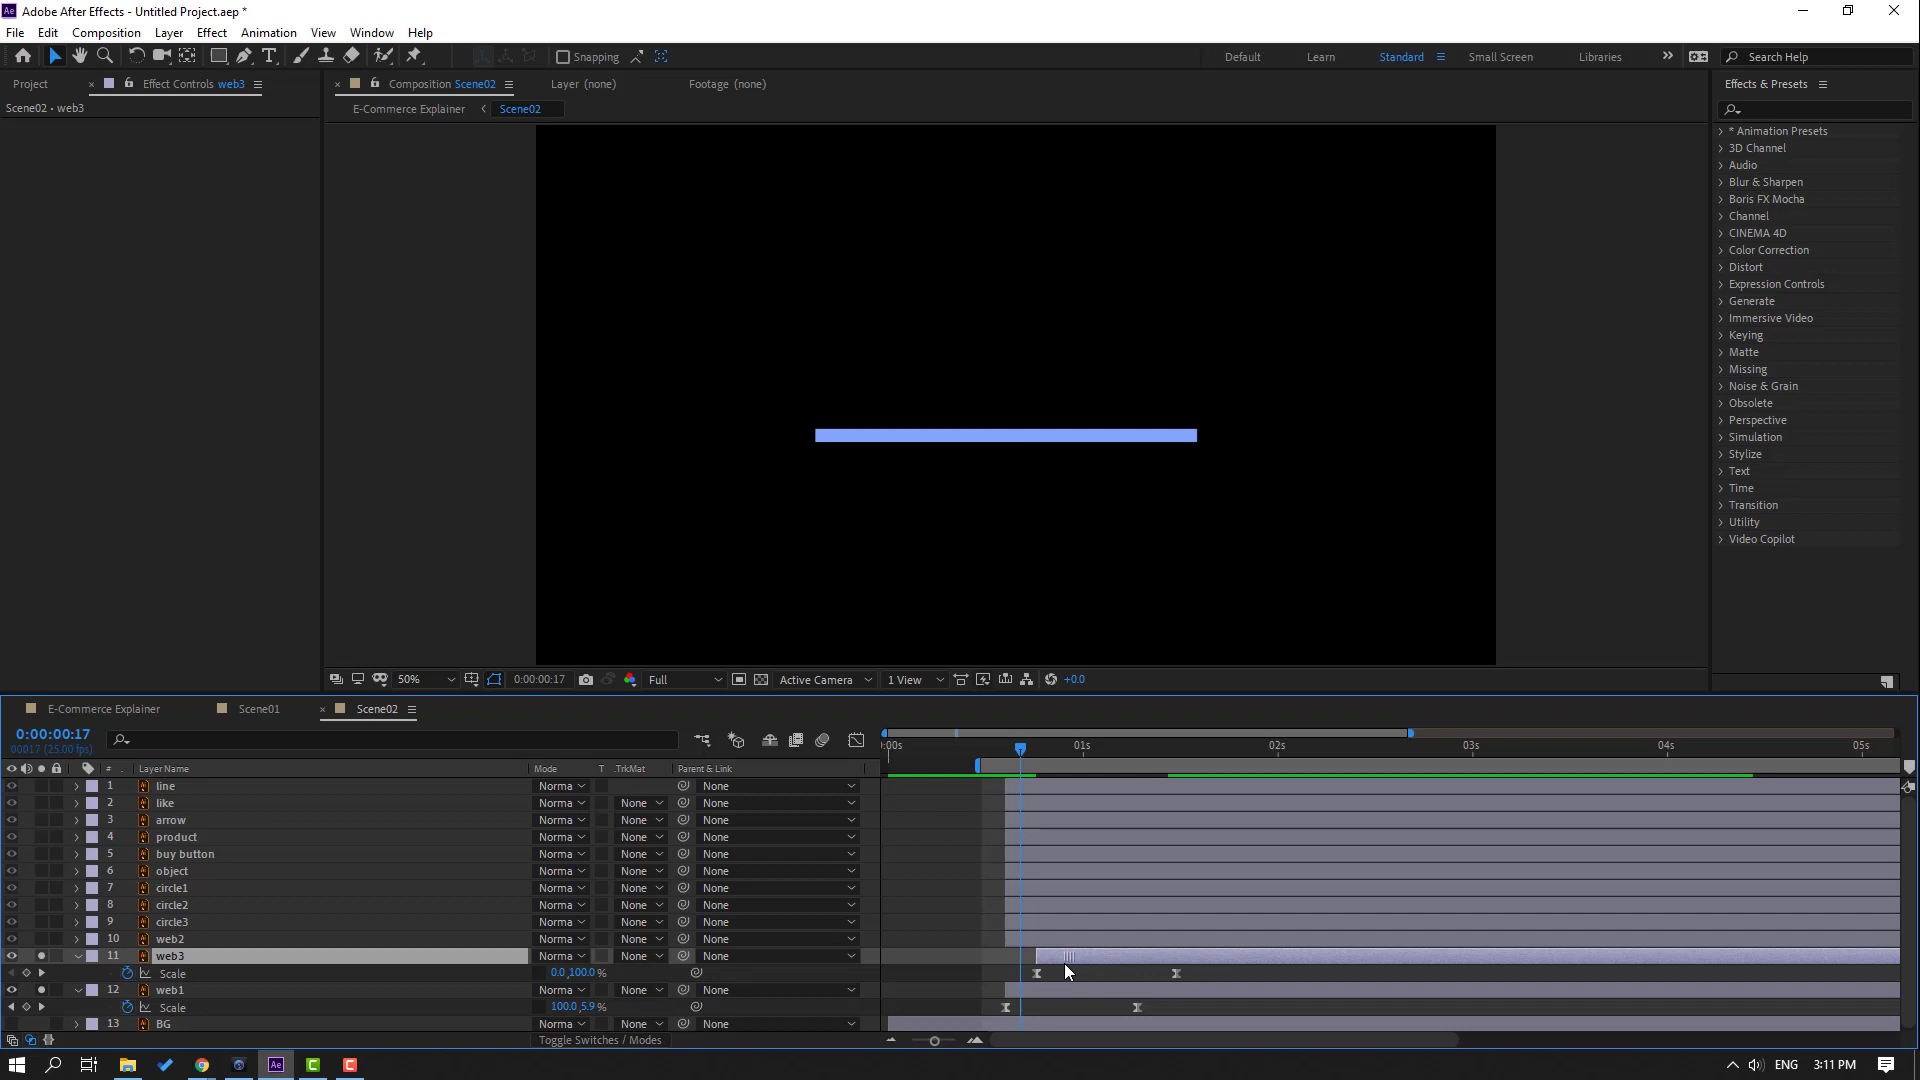 Adobe After Effects - Untitled Project.aep *
File Edit Composition Layer Effect Animation View Window Help
Snapping
Default Learn Standard Small Screen Libraries
Search Help
Project
Effect Controls web3
Scene02 • web3
Composition Scene02
Layer (none)
Footage (none)
E-Commerce Explainer
Scene02
50%
0:00:00:17
Full
Active Camera
1 View
+0.0
Effects & Presets
* Animation Presets
3D Channel
Audio
Blur & Sharpen
Boris FX Mocha
Channel
CINEMA 4D
Color Correction
Distort
Expression Controls
Generate
Immersive Video
Keying
Matte
Missing
Noise & Grain
Obsolete
Perspective
Simulation
Stylize
Text
Time
Transition
Utility
Video Copilot
E-Commerce Explainer
Scene01
Scene02
0:00:00:17
00017 (25.00 fps)
:00s 01s 02s 03s 04s 05s
# Layer Name Mode T .TrkMat Parent & Link
1 line Norma None
2 like Norma None None
3 arrow Norma None None
4 product Norma None None
5 buy button Norma None None
6 object Norma None None
7 circle1 Norma None None
8 circle2 Norma None None
9 circle3 Norma None None
10 web2 Norma None None
11 web3 Norma None None
Scale 0.0,100.0 %
12 web1 Norma None None
Scale 100.0,5.9 %
13 BG Norma None None
Toggle Switches / Modes
ENG
3:11 PM